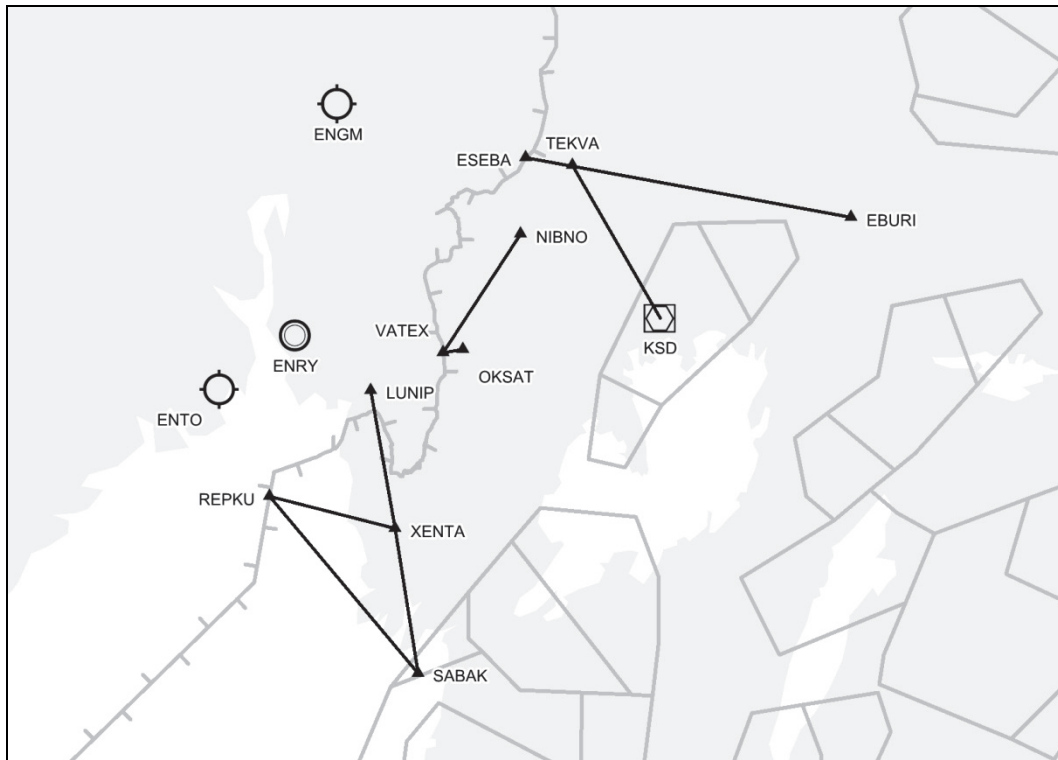 ENGM
TEKVA
ESEBA
EBURI
NIBNO
VATEX
KSD
ENRY
OKSAT
LUNIP
ENTO
REPKU
XENTA
SABAK